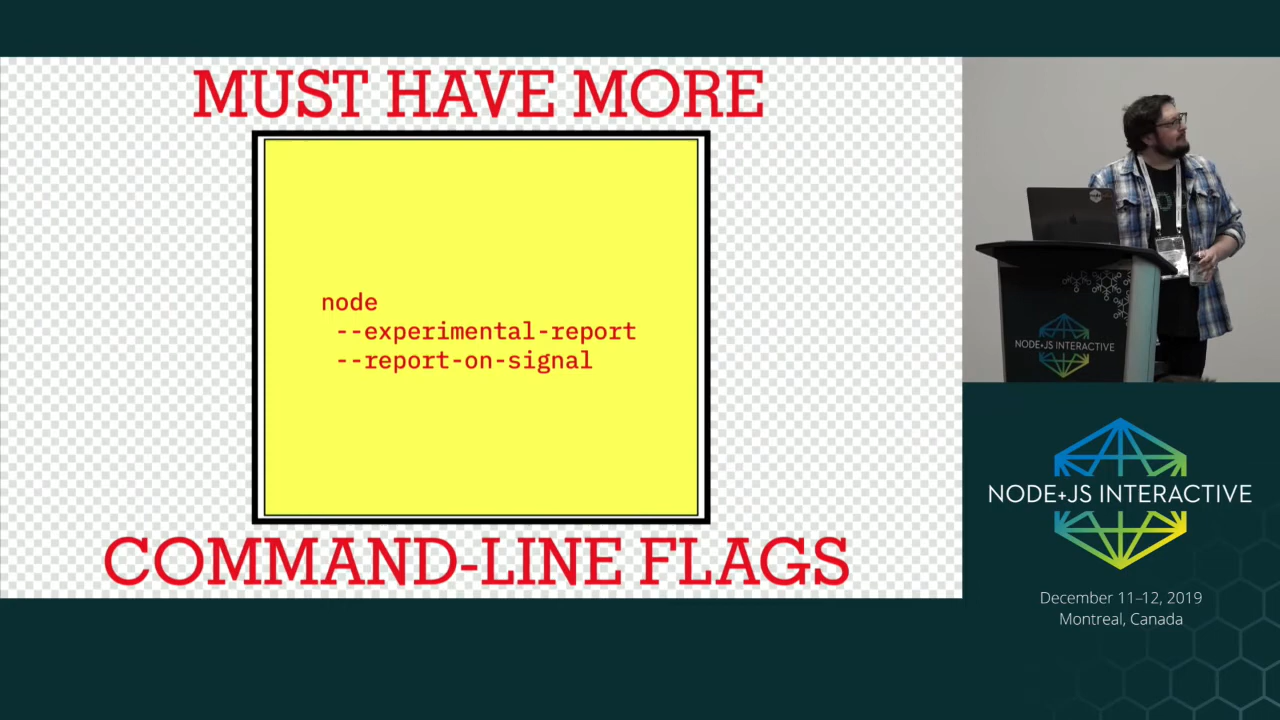 MUST HAVE MORE
node
--experimental-report
--report-on-signal
COMMAND-LINE FLAGS
NODE+JS INTERACTIVE
NODE+JS INTERACTIVE
December 11–12, 2019
Montreal, Canada